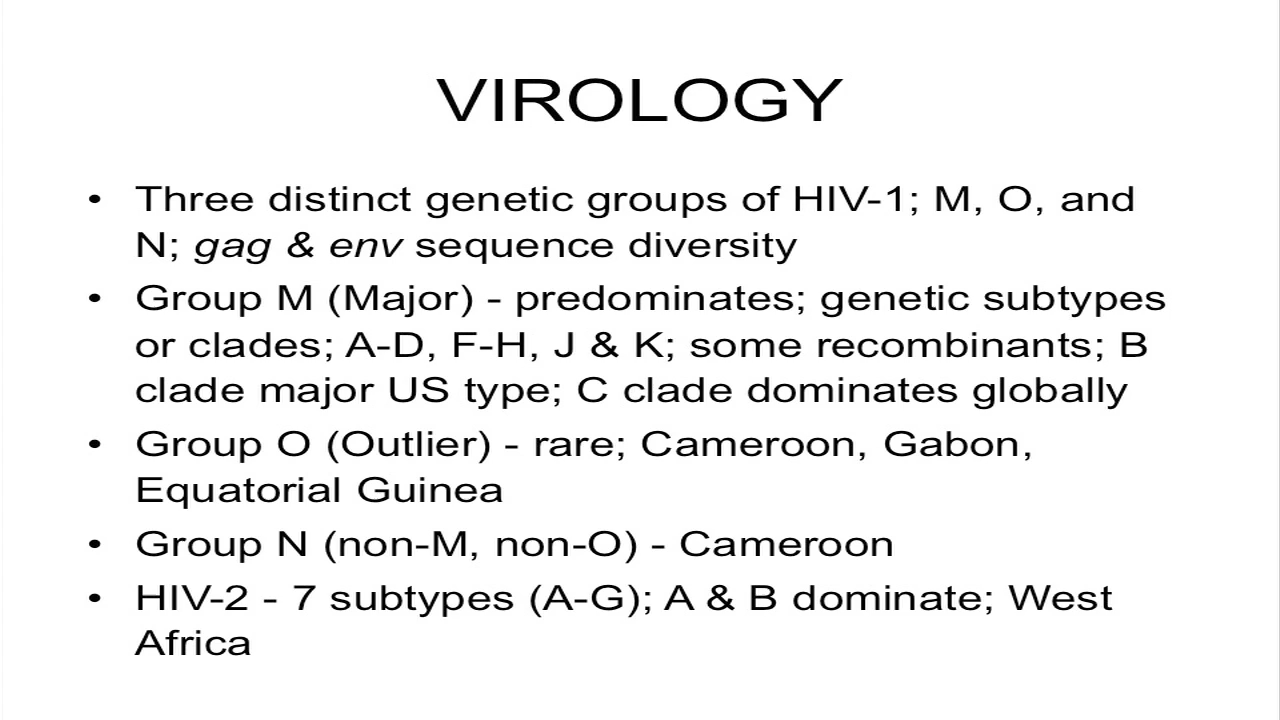 VIROLOGY
• Three distinct genetic groups of HIV-1; M, O, and
N; gag & env sequence diversity
• Group M (Major) - predominates; genetic subtypes
or clades; A-D, F-H, J & K; some recombinants; B
clade major US type; C clade dominates globally
• Group O (Outlier) - rare; Cameroon, Gabon,
Equatorial Guinea
• Group N (non-M, non-O) - Cameroon
• HIV-2 - 7 subtypes (A-G); A & B dominate; West
Africa